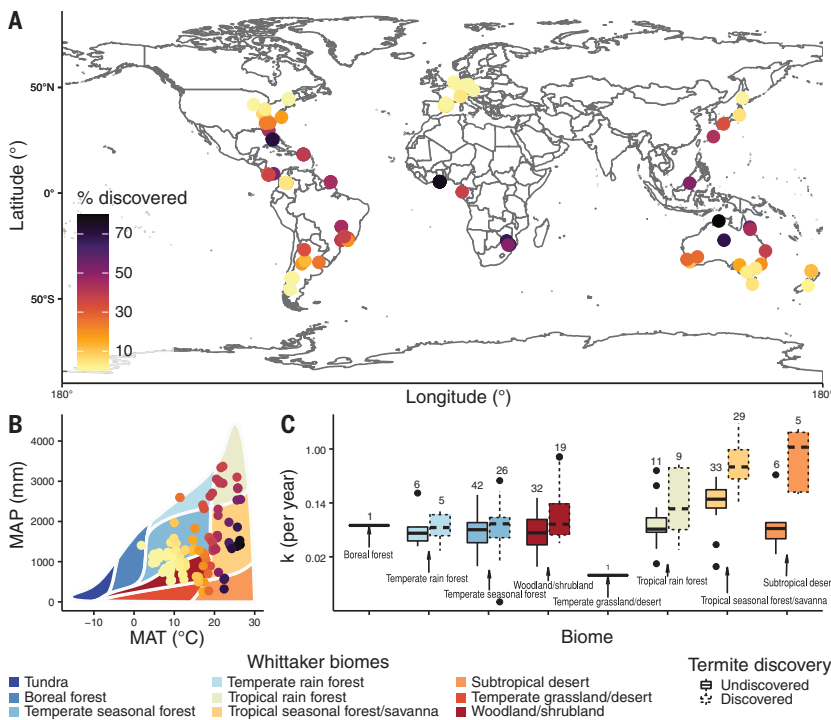 A
50°N
0°
50°S
Latitude (°)
% discovered
70
50
30
10
180°
Longitude (°)
180°
B
4000
3000
2000
1000
0
MAP (mm)
-10
0
10
20
30
MAT (°C)
C
1.00
0.14
0.02
k (per year)
1
Boreal forest
6
5
Temperate rain forest
42
26
Temperate seasonal forest
32
19
Woodland/shrubland
1
Temperate grassland/desert
11
9
Tropical rain forest
33
29
Tropical seasonal forest/savanna
6
5
Subtropical desert
Biome
Whittaker biomes
Tundra
Boreal forest
Temperate seasonal forest
Temperate rain forest
Tropical rain forest
Tropical seasonal forest/savanna
Subtropical desert
Temperate grassland/desert
Woodland/shrubland
Termite discovery
Undiscovered
Discovered